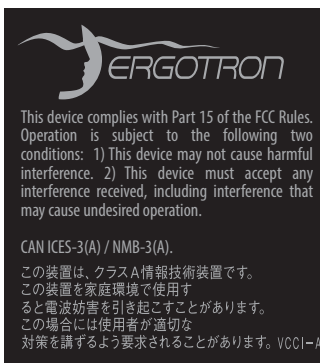 ERGOTRON
This device complies with Part 15 of the FCC Rules.
Operation is subject to the following two
conditions: 1) This device may not cause harmful
interference. 2) This device must accept any
interference received, including interference that
may cause undesired operation.
CAN ICES-3(A) / NMB-3(A).
この装置は、クラスA情報技術装置です。
この装置を家庭環境で使用す
ると電波妨害を引き起こすことがあります。
この場合には使用者が適切な
対策を講ずるよう要求されることがあります。VCCI-A